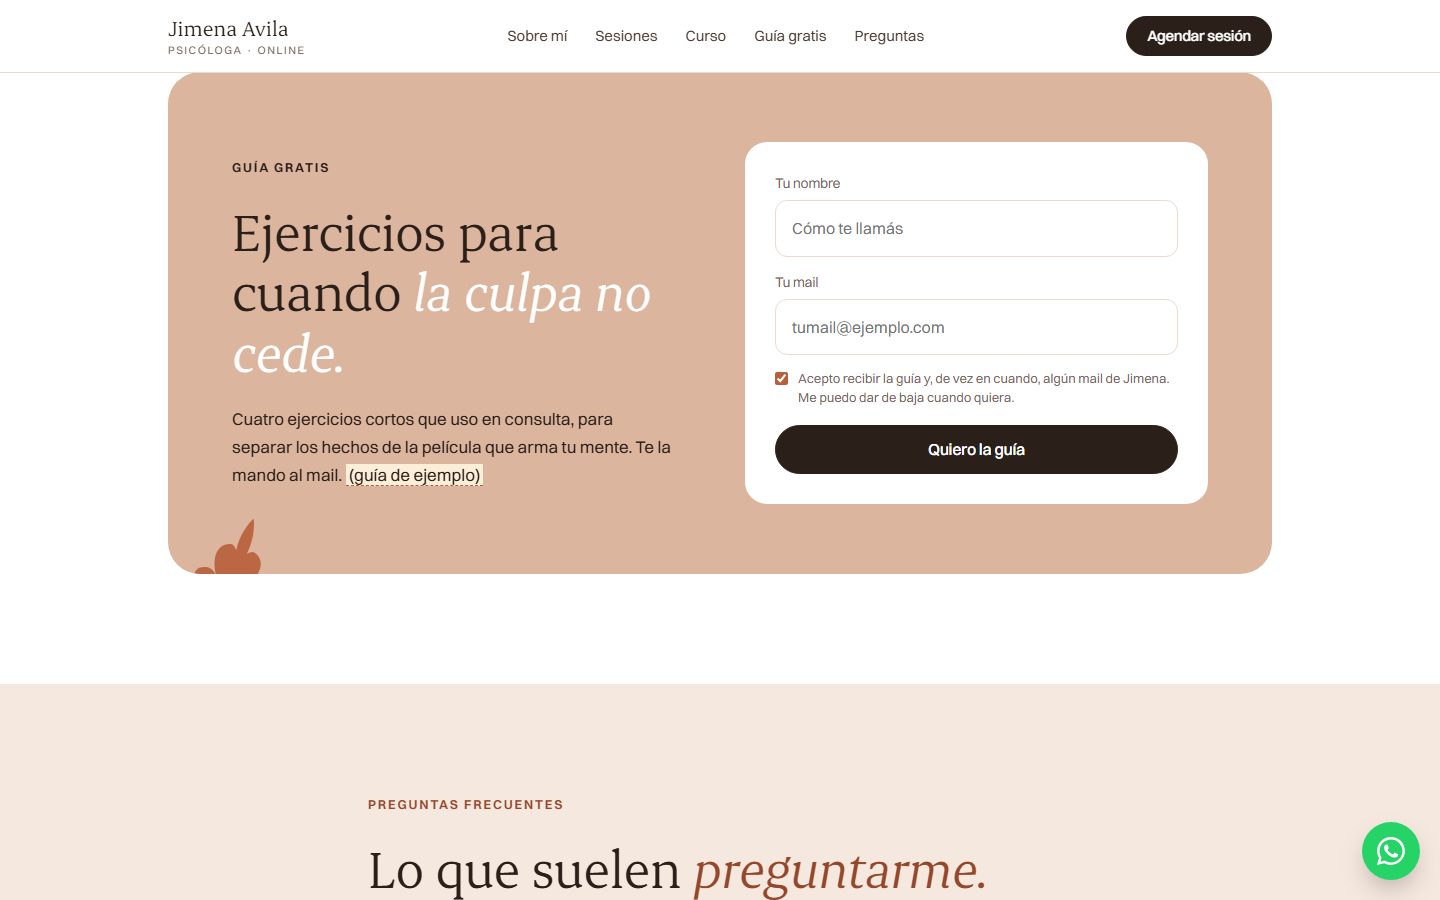 Jimena Avila
PSICÓLOGA · ONLINE
Sobre mí
Sesiones
Curso
Guía gratis
Preguntas
Agendar sesión
GUÍA GRATIS
Ejercicios para
cuando la culpa no
cede.
Cuatro ejercicios cortos que uso en consulta, para
separar los hechos de la película que arma tu mente. Te la
mando al mail. (guía de ejemplo)
Tu nombre
Cómo te llamás
Tu mail
tumail@ejemplo.com
Acepto recibir la guía y, de vez en cuando, algún mail de Jimena.
Me puedo dar de baja cuando quiera.
Quiero la guía
PREGUNTAS FRECUENTES
Lo que suelen preguntarme.